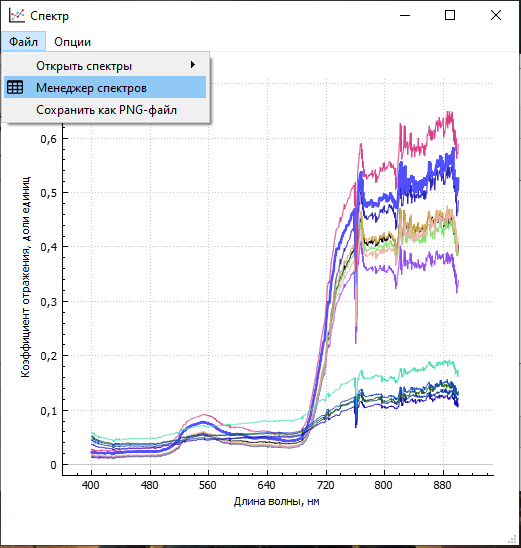 Спектр
Файл Опции
Открыть спектры
Менеджер спектров
Сохранить как PNG-файл
0,6
0,5
0,4
0,3
0,2
0,1
0
Коэффициент отражения, доли единиц
400 480 560 640 720 800 880
Длина волны, нм